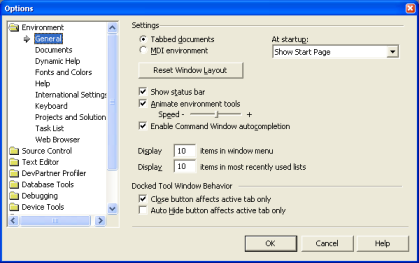 Options
Environment
General
Documents
Dynamic Help
Fonts and Colors
Help
International Settings
Keyboard
Projects and Solution
Task List
Web Browser
Source Control
Text Editor
DevPartner Profiler
Database Tools
Debugging
Device Tools
Settings
Tabbed documents
MDI environment
At startup:
Show Start Page
Reset Window Layout
Show status bar
Animate environment tools
Speed - +
Enable Command Window autocompletion
Display 10 items in window menu
Display 10 items in most recently used lists
Docked Tool Window Behavior
Close button affects active tab only
Auto Hide button affects active tab only
OK Cancel Help